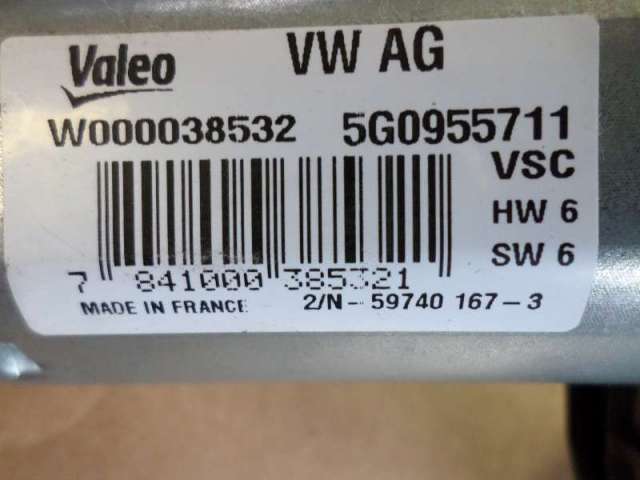 Valeo VW AG
W000038532 5G0955711
VSC
HW 6
SW 6
7 841000 385321
MADE IN FRANCE 2/N - 59740 167-3